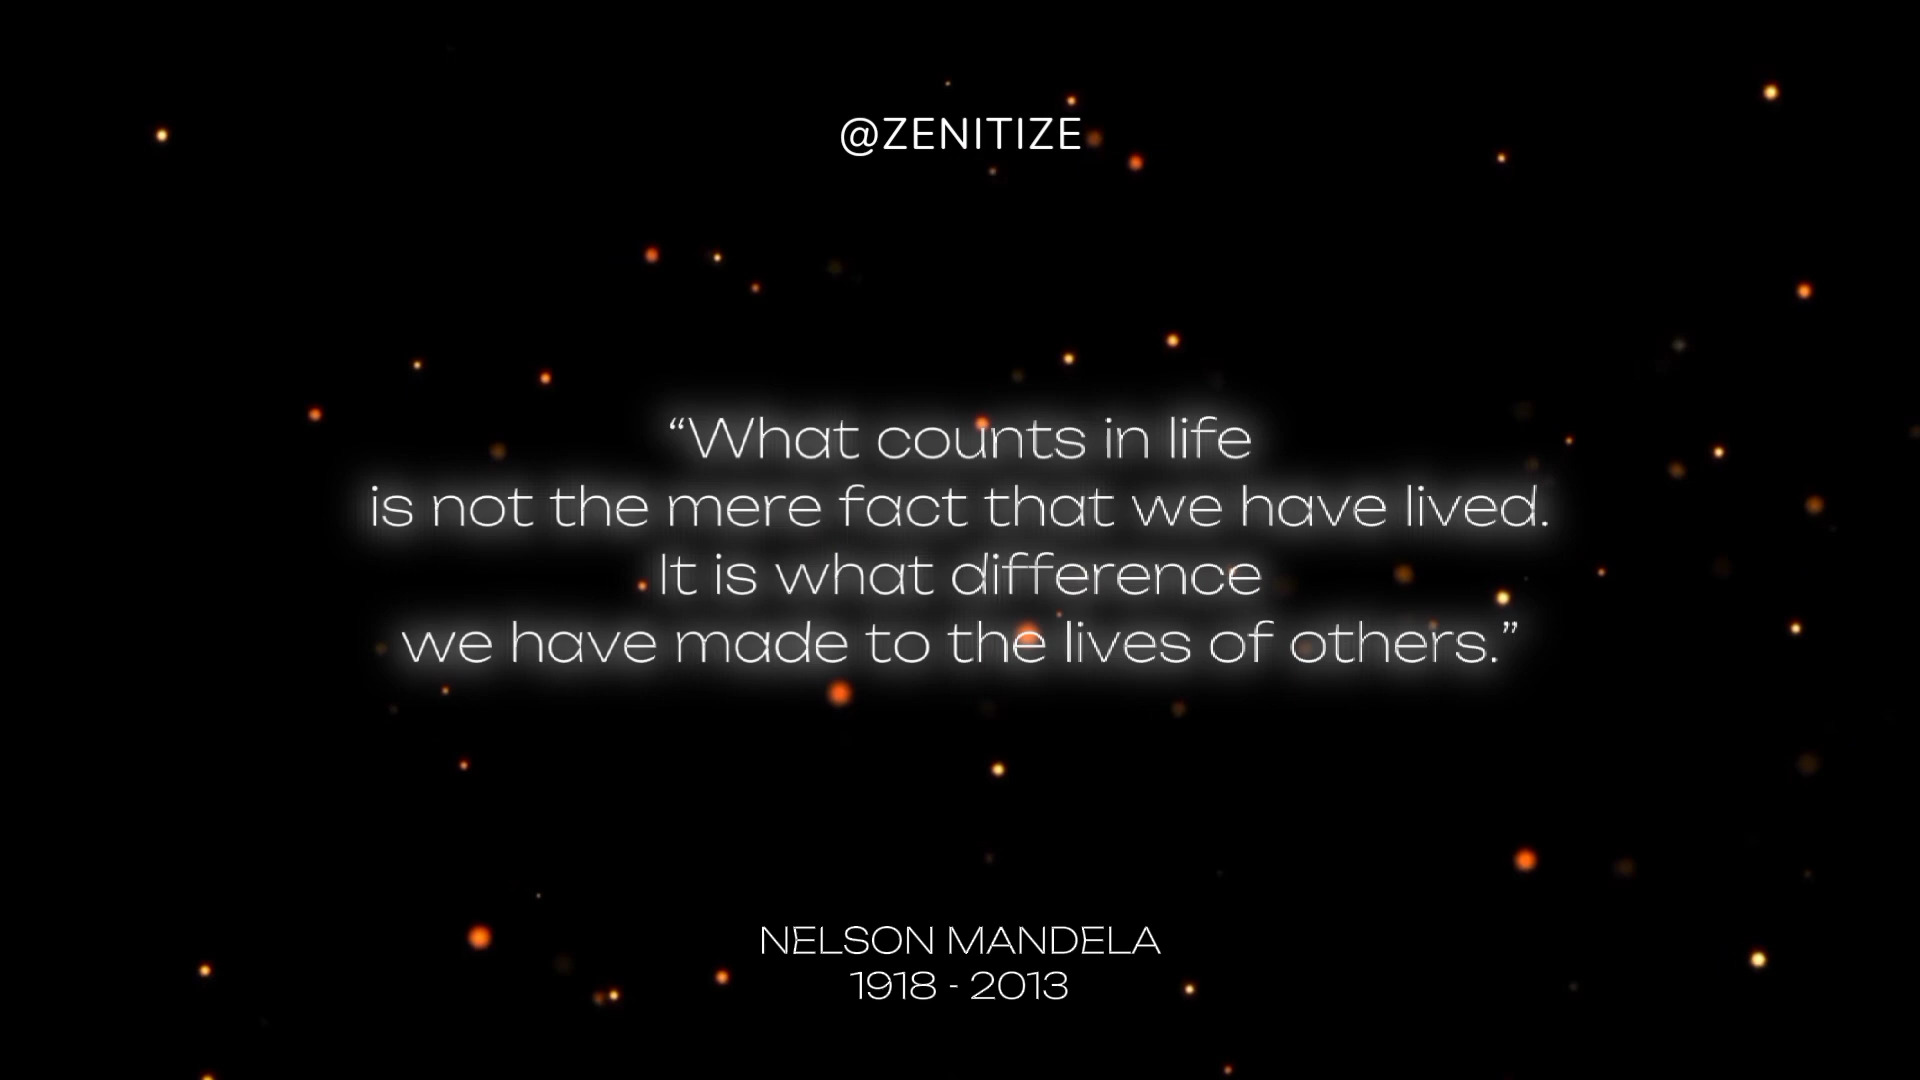 @ZENITIZE
“What counts in life
is not the mere fact that we have lived.
It is what difference
we have made to the lives of others.”
NELSON MANDELA
1918 - 2013